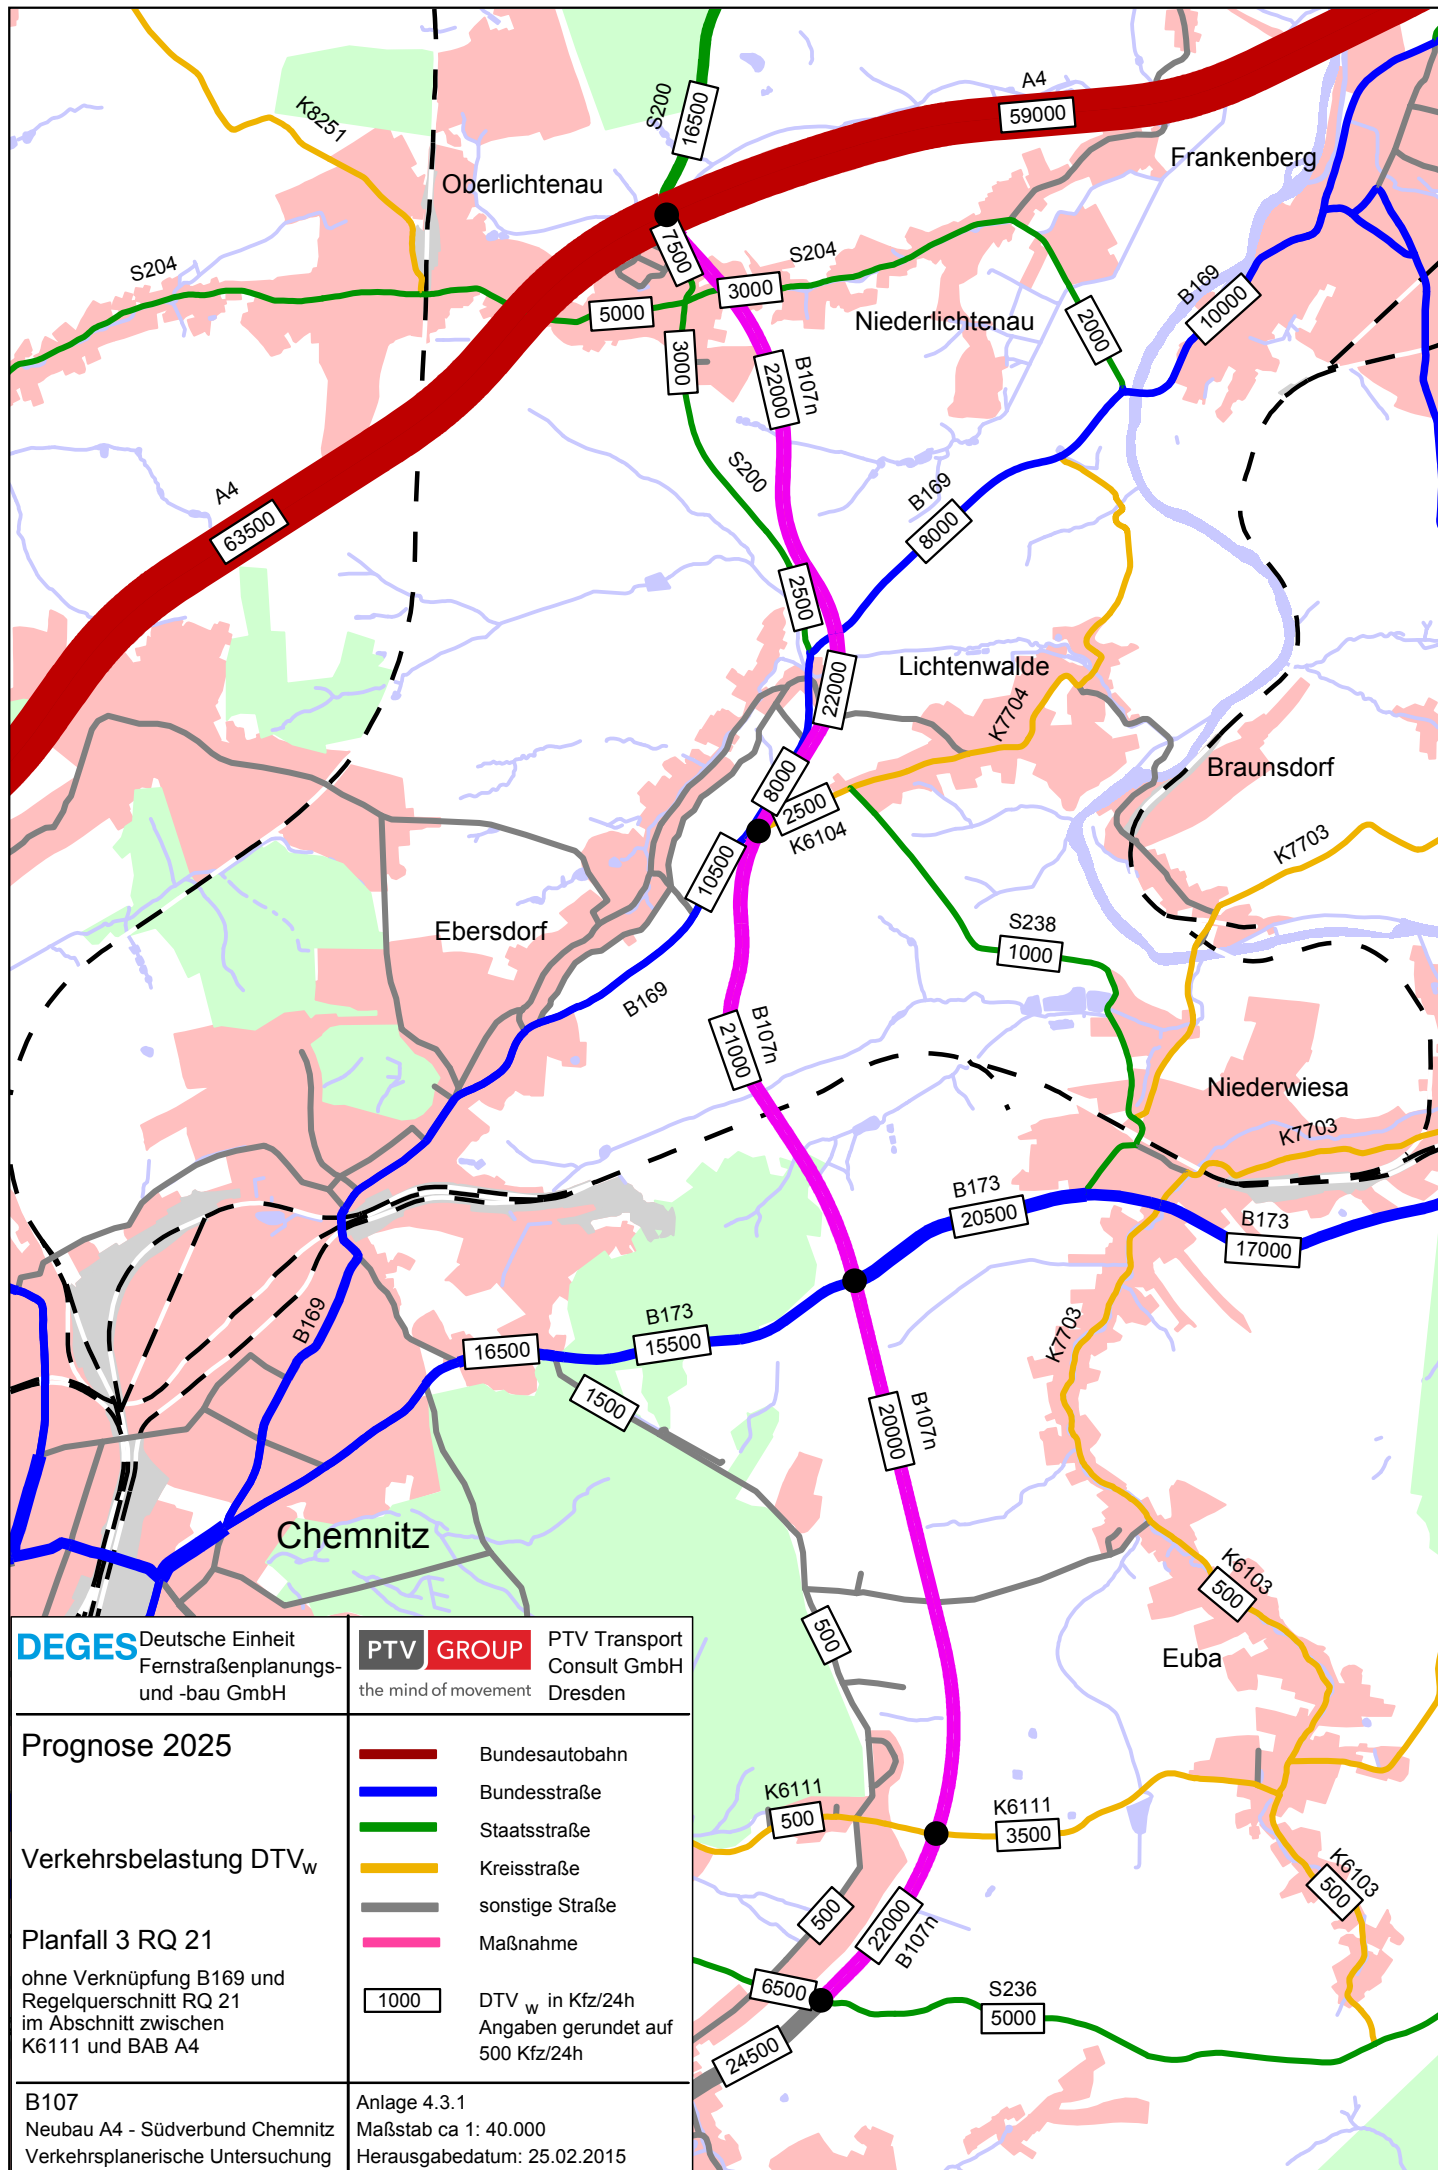 A4
59000
S200
16500
K8251
Frankenberg
Oberlichtenau
7500
S204
S204
3000
5000
B169
10000
Niederlichtenau
2000
3000
B107n
22000
S200
B169
8000
A4
63500
2500
Lichtenwalde
22000
K7704
Braunsdorf
8000
2500
K6104
K7703
10500
Ebersdorf
S238
1000
B169
B107n
21000
Niederwiesa
K7703
B173
20500
B173
17000
B169
B173
15500
16500
K7703
1500
B107n
20000
Chemnitz
K6103
500
500
Euba
K6111
500
K6111
3500
K6103
500
500
22000
B107n
6500
S236
5000
24500
DEGES Deutsche Einheit
Fernstraßenplanungs-
und -bau GmbH
PTV GROUP
the mind of movement
PTV Transport
Consult GmbH
Dresden
Prognose 2025
Verkehrsbelastung DTVw
Planfall 3 RQ 21
ohne Verknüpfung B169 und
Regelquerschnitt RQ 21
im Abschnitt zwischen
K6111 und BAB A4
Bundesautobahn
Bundesstraße
Staatsstraße
Kreisstraße
sonstige Straße
Maßnahme
1000
DTV w in Kfz/24h
Angaben gerundet auf
500 Kfz/24h
B107
Neubau A4 - Südverbund Chemnitz
Verkehrsplanerische Untersuchung
Anlage 4.3.1
Maßstab ca 1: 40.000
Herausgabedatum: 25.02.2015